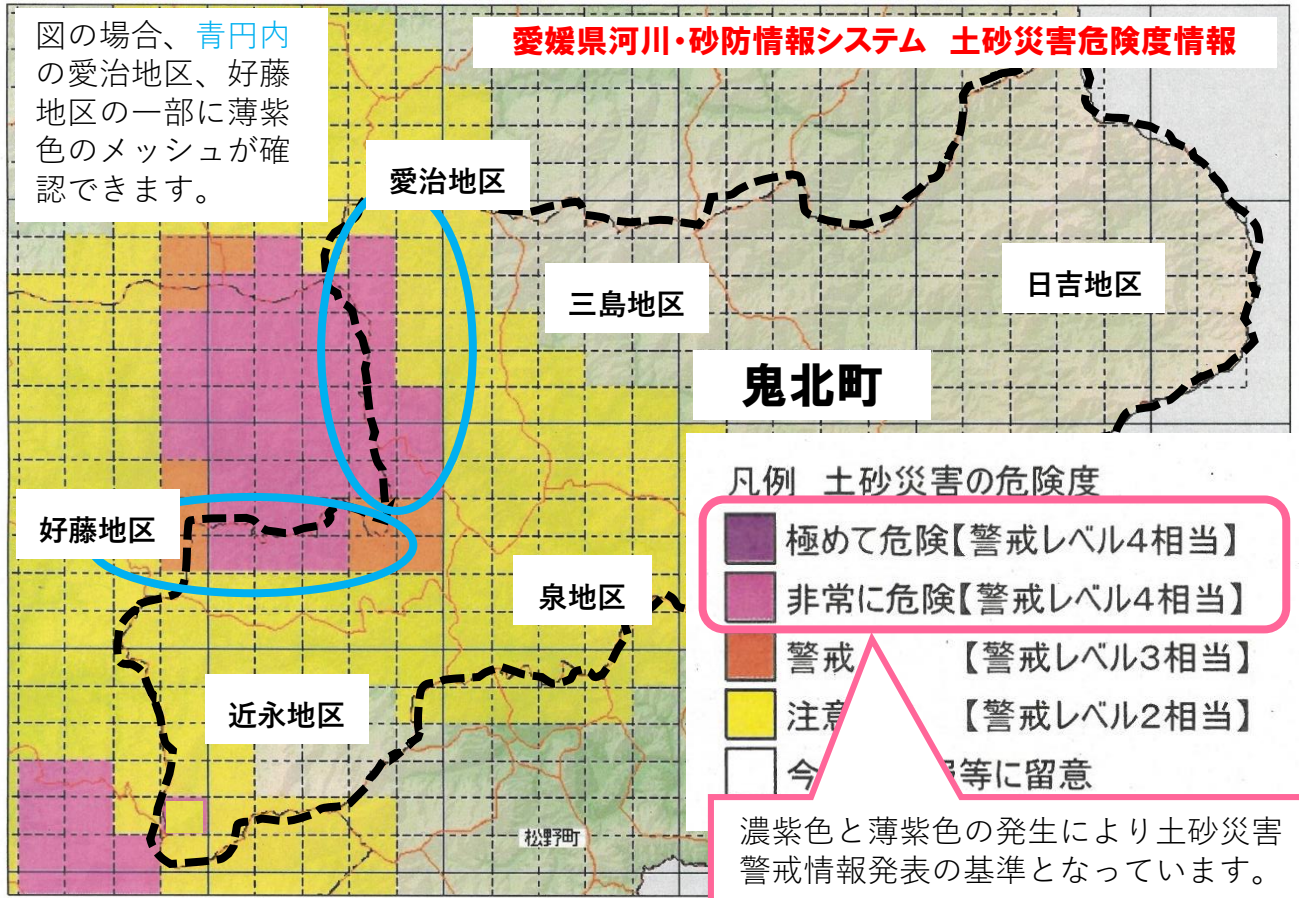 図の場合、青円内
の愛治地区、好藤
地区の一部に薄紫
色のメッシュが確
認できます。
愛媛県河川・砂防情報システム 土砂災害危険度情報
愛治地区
三島地区
日吉地区
鬼北町
好藤地区
泉地区
近永地区
松野町
凡例 土砂災害の危険度
極めて危険【警戒レベル4相当】
非常に危険【警戒レベル4相当】
警戒 【警戒レベル3相当】
注意 【警戒レベル2相当】
今 等に留意
濃紫色と薄紫色の発生により土砂災害
警戒情報発表の基準となっています。